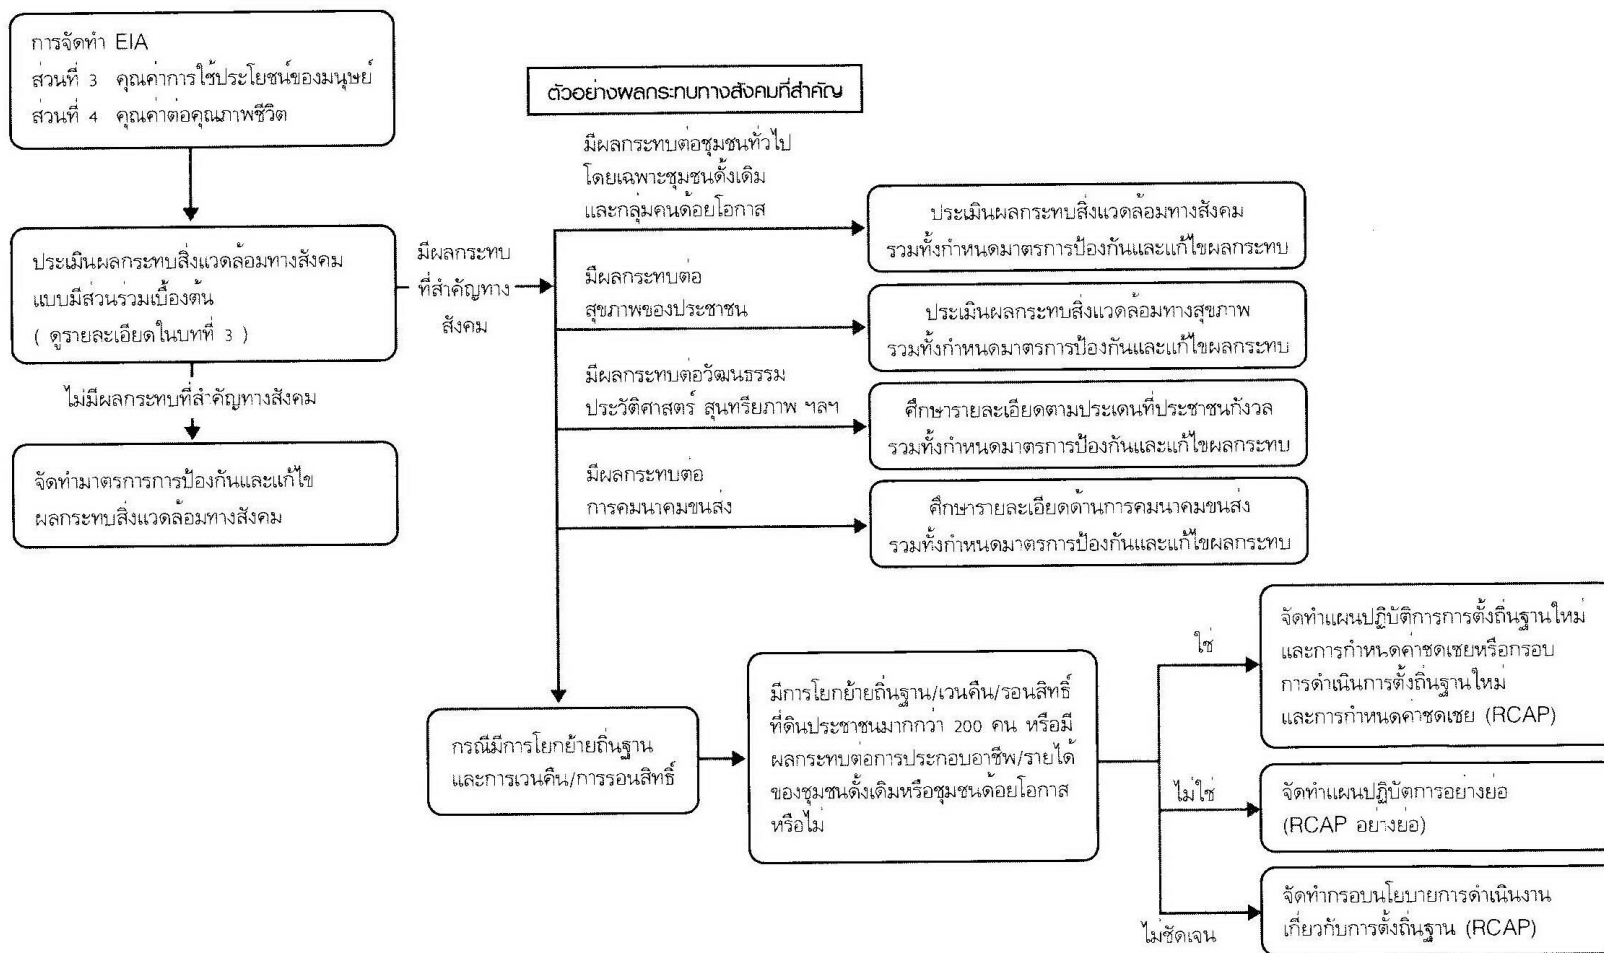 การจัดทำ EIA
ส่วนที่ 3 คุณค่าการใช้ประโยชน์ของมนุษย์
ส่วนที่ 4 คุณค่าต่อคุณภาพชีวิต
ประเมินผลกระทบสิ่งแวดล้อมทางสังคม
แบบมีส่วนร่วมเบื้องต้น
( ดูรายละเอียดในบทที่ 3 )
ไม่มีผลกระทบที่สำคัญทางสังคม
จัดทำมาตรการการป้องกันและแก้ไข
ผลกระทบสิ่งแวดล้อมทางสังคม
มีผลกระทบ
ที่สำคัญทาง
สังคม
ตัวอย่างผลกระทบทางสังคมที่สำคัญ
มีผลกระทบต่อชุมชนทั่วไป
โดยเฉพาะชุมชนดั้งเดิม
และกลุ่มคนด้อยโอกาส
ประเมินผลกระทบสิ่งแวดล้อมทางสังคม
รวมทั้งกำหนดมาตรการป้องกันและแก้ไขผลกระทบ
มีผลกระทบต่อ
สุขภาพของประชาชน
ประเมินผลกระทบสิ่งแวดล้อมทางสุขภาพ
รวมทั้งกำหนดมาตรการป้องกันและแก้ไขผลกระทบ
มีผลกระทบต่อวัฒนธรรม
ประวัติศาสตร์ สุนทรียภาพ ฯลฯ
ศึกษารายละเอียดตามประเด็นที่ประชาชนกังวล
รวมทั้งกำหนดมาตรการป้องกันและแก้ไขผลกระทบ
มีผลกระทบต่อ
การคมนาคมขนส่ง
ศึกษารายละเอียดด้านการคมนาคมขนส่ง
รวมทั้งกำหนดมาตรการป้องกันและแก้ไขผลกระทบ
กรณีมีการโยกย้ายถิ่นฐาน
และการเวนคืน/การรอนสิทธิ์
มีการโยกย้ายถิ่นฐาน/เวนคืน/รอนสิทธิ์
ที่ดินประชาชนมากกว่า 200 คน หรือมี
ผลกระทบต่อการประกอบอาชีพ/รายได้
ของชุมชนดั้งเดิมหรือชุมชนด้อยโอกาส
หรือไม่
ใช่
จัดทำแผนปฏิบัติการการตั้งถิ่นฐานใหม่
และการกำหนดค่าชดเชยหรือกรอบ
การดำเนินการตั้งถิ่นฐานใหม่
และการกำหนดค่าชดเชย (RCAP)
ไม่ใช่
จัดทำแผนปฏิบัติการอย่างย่อ
(RCAP อย่างย่อ)
ไม่ชัดเจน
จัดทำกรอบนโยบายการดำเนินงาน
เกี่ยวกับการตั้งถิ่นฐาน (RCAP)